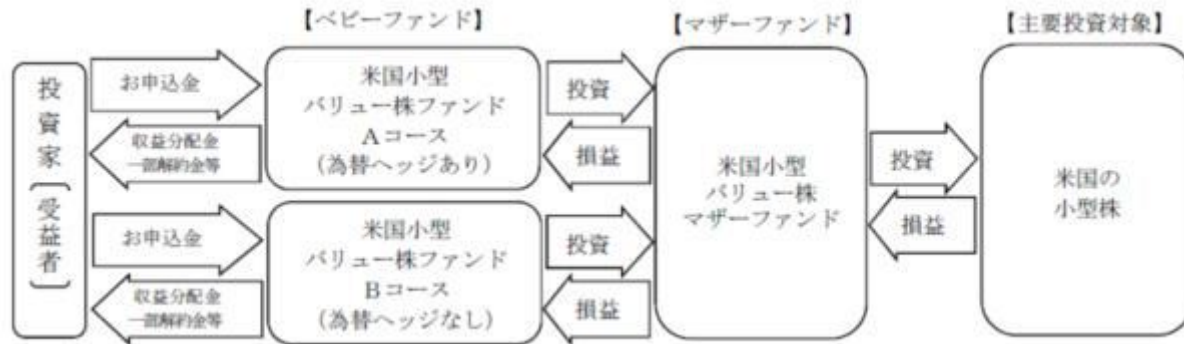 【ベビーファンド】
【マザーファンド】
【主要投資対象】
投資家
〔受益者〕
お申込金
収益分配金
一部解約金等
米国小型
バリュー株ファンド
Aコース
(為替ヘッジあり)
投資
損益
お申込金
収益分配金
一部解約金等
米国小型
バリュー株ファンド
Bコース
(為替ヘッジなし)
投資
損益
米国小型
バリュー株
マザーファンド
投資
損益
米国の
小型株